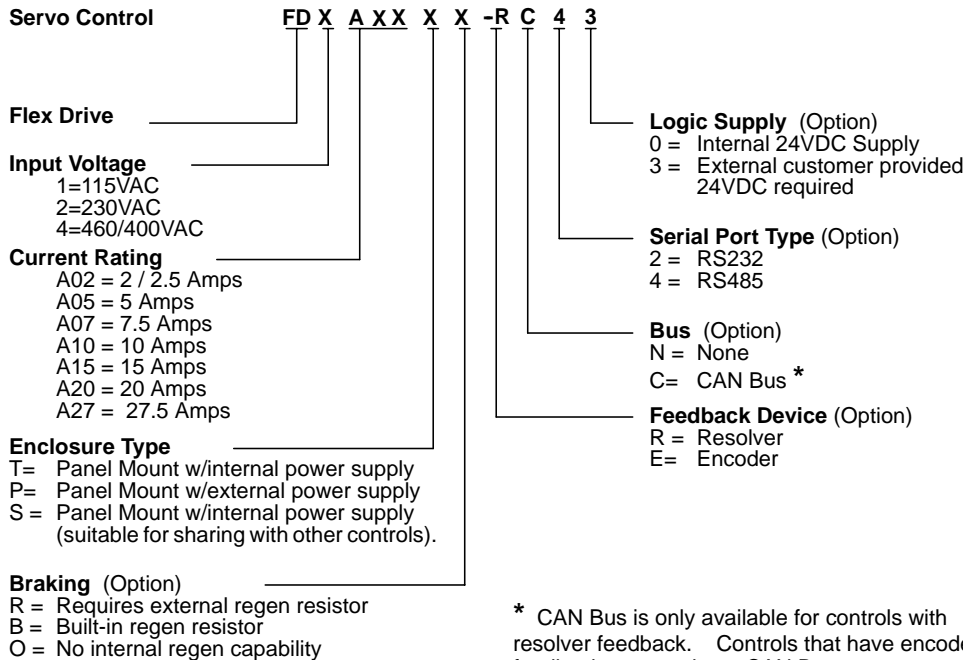 Servo Control FD X A X X X X -R C 4 3
Flex Drive
Input Voltage
1=115VAC
2=230VAC
4=460/400VAC
Current Rating
A02 = 2 / 2.5 Amps
A05 = 5 Amps
A07 = 7.5 Amps
A10 = 10 Amps
A15 = 15 Amps
A20 = 20 Amps
A27 = 27.5 Amps
Enclosure Type
T= Panel Mount w/internal power supply
P= Panel Mount w/external power supply
S = Panel Mount w/internal power supply
(suitable for sharing with other controls).
Braking (Option)
R = Requires external regen resistor
B = Built-in regen resistor
O = No internal regen capability
Logic Supply (Option)
0 = Internal 24VDC Supply
3 = External customer provided
24VDC required
Serial Port Type (Option)
2 = RS232
4 = RS485
Bus (Option)
N = None
C= CAN Bus *
Feedback Device (Option)
R = Resolver
E= Encoder
* CAN Bus is only available for controls with
resolver feedback. Controls that have